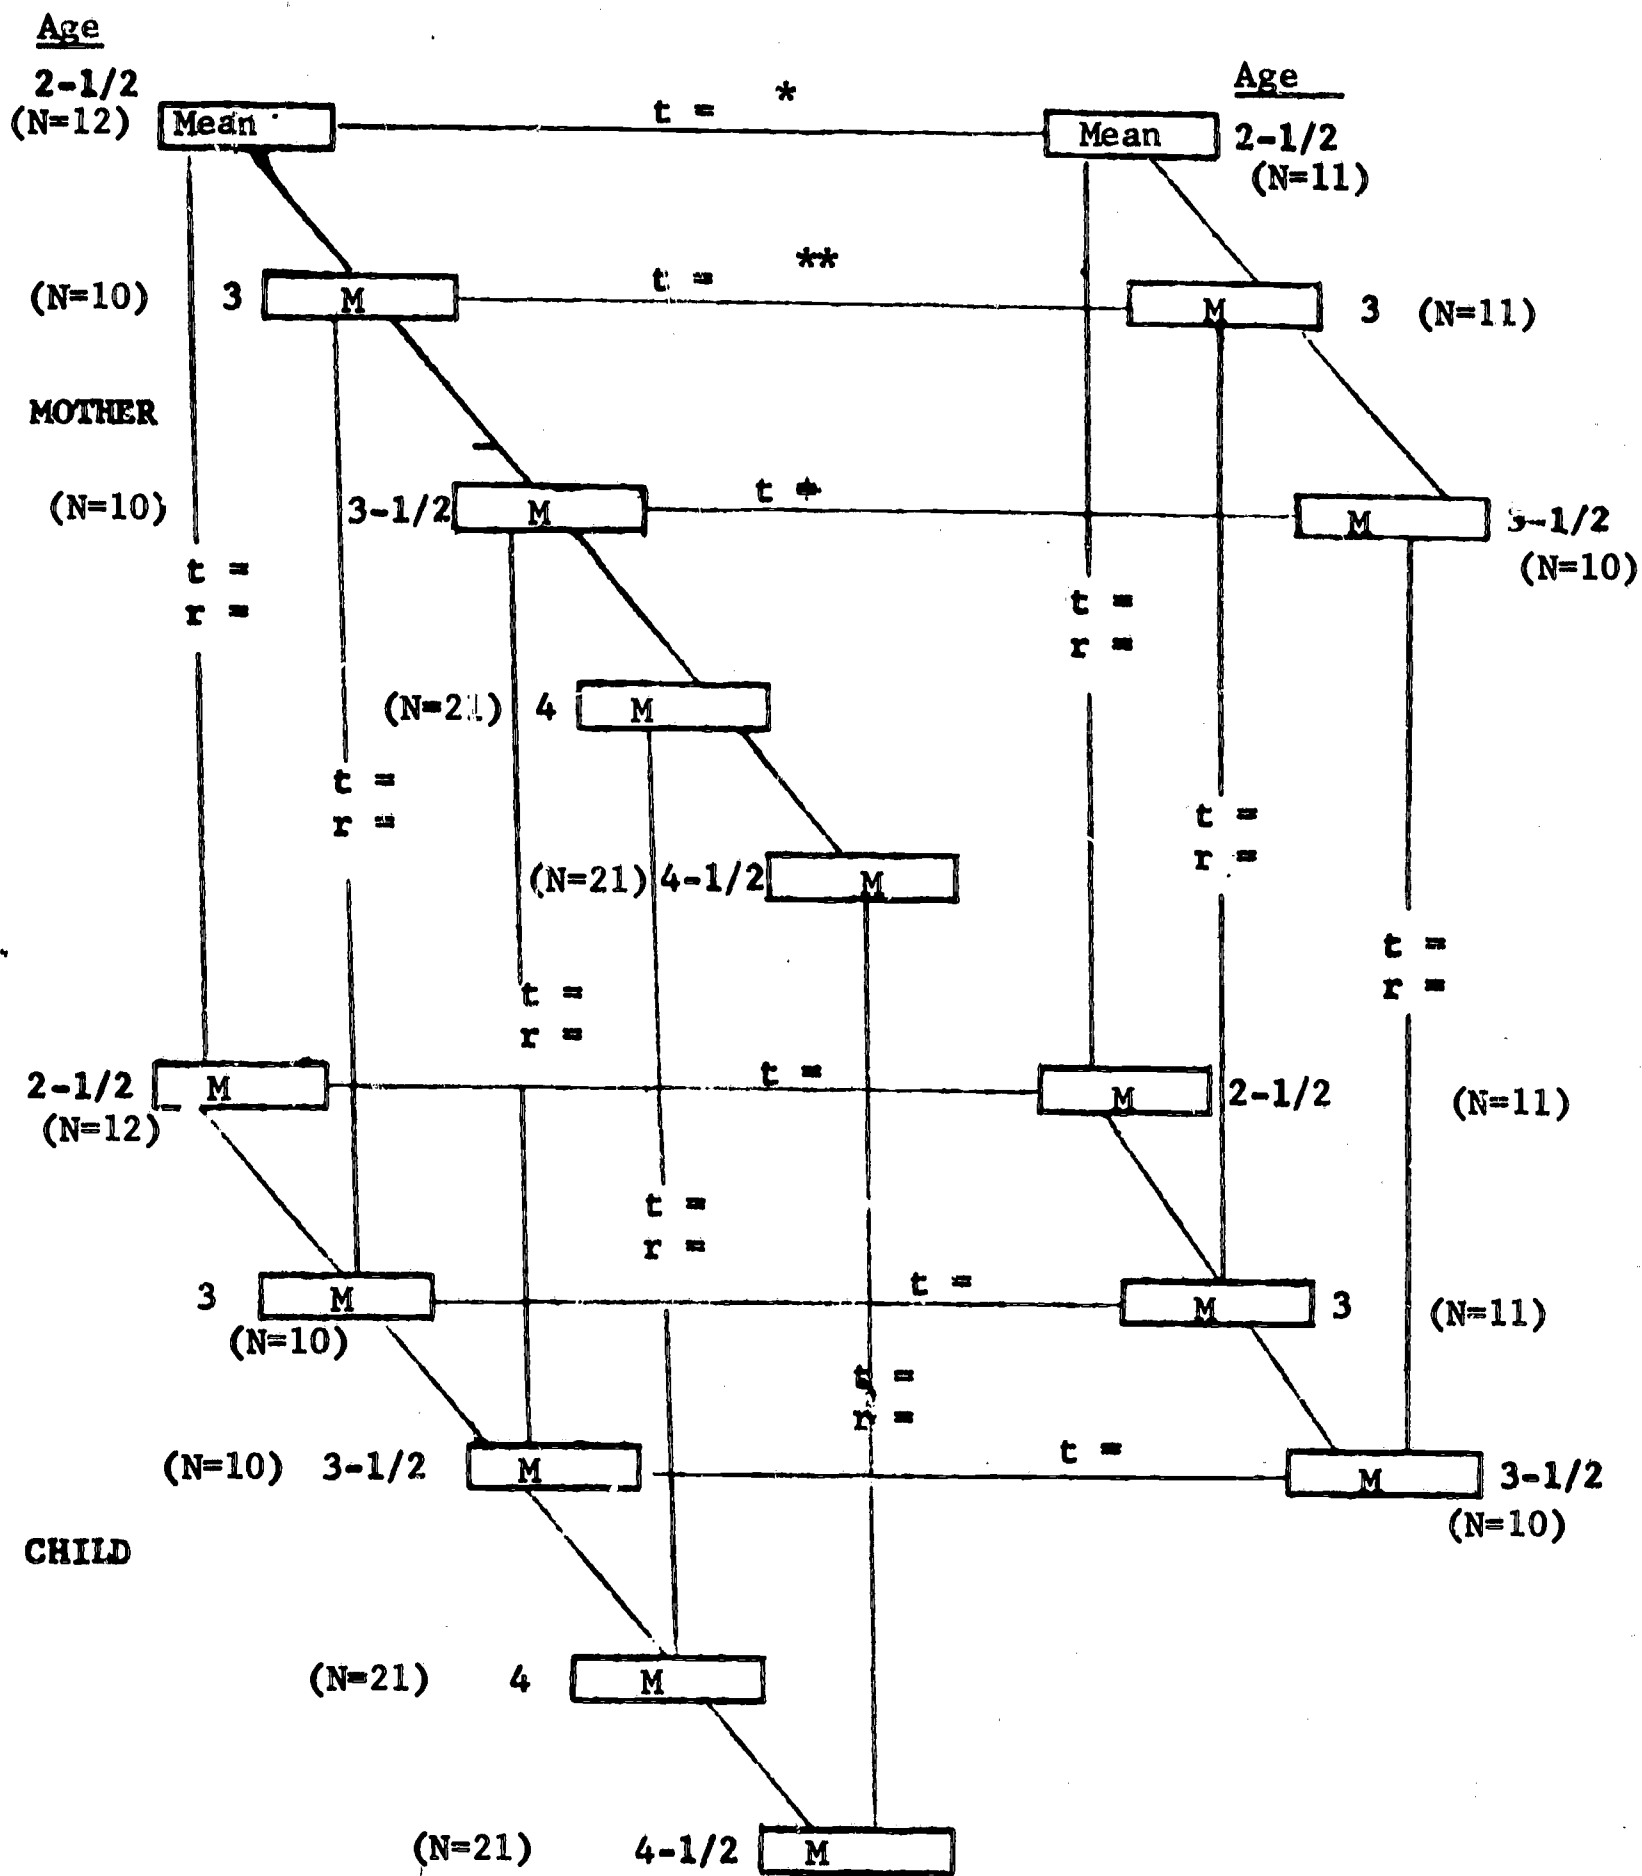 Age
Age
2-1/2
(N=12) Mean t = * Mean 2-1/2
(N=11)
(N=10) 3 M t = ** M 3 (N=11)
MOTHER
(N=10) 3-1/2 M t = M 3-1/2
(N=10)
t =
r =
t =
r =
(N=21) 4 M
t =
r =
t =
r =
(N=21) 4-1/2 M
t =
r =
t =
r =
2-1/2 M t = M 2-1/2 (N=11)
(N=12)
t =
r =
3 M t = M 3 (N=11)
(N=10)
t =
r =
(N=10) 3-1/2 M t = M 3-1/2
(N=10)
CHILD
(N=21) 4 M
(N=21) 4-1/2 M